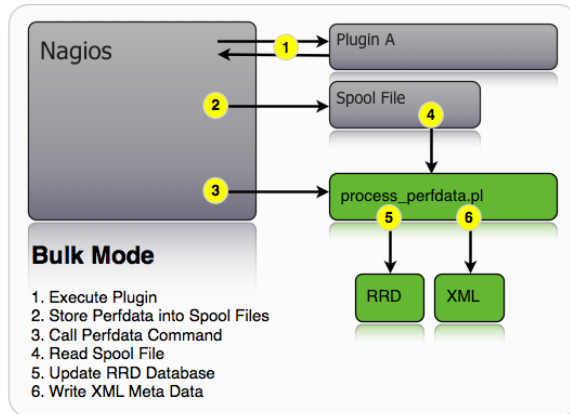 Nagios
1
Plugin A
2
Spool File
4
3
process_perfdata.pl
5
6
RRD
XML
Bulk Mode
1. Execute Plugin
2. Store Perfdata into Spool Files
3. Call Perfdata Command
4. Read Spool File
5. Update RRD Database
6. Write XML Meta Data